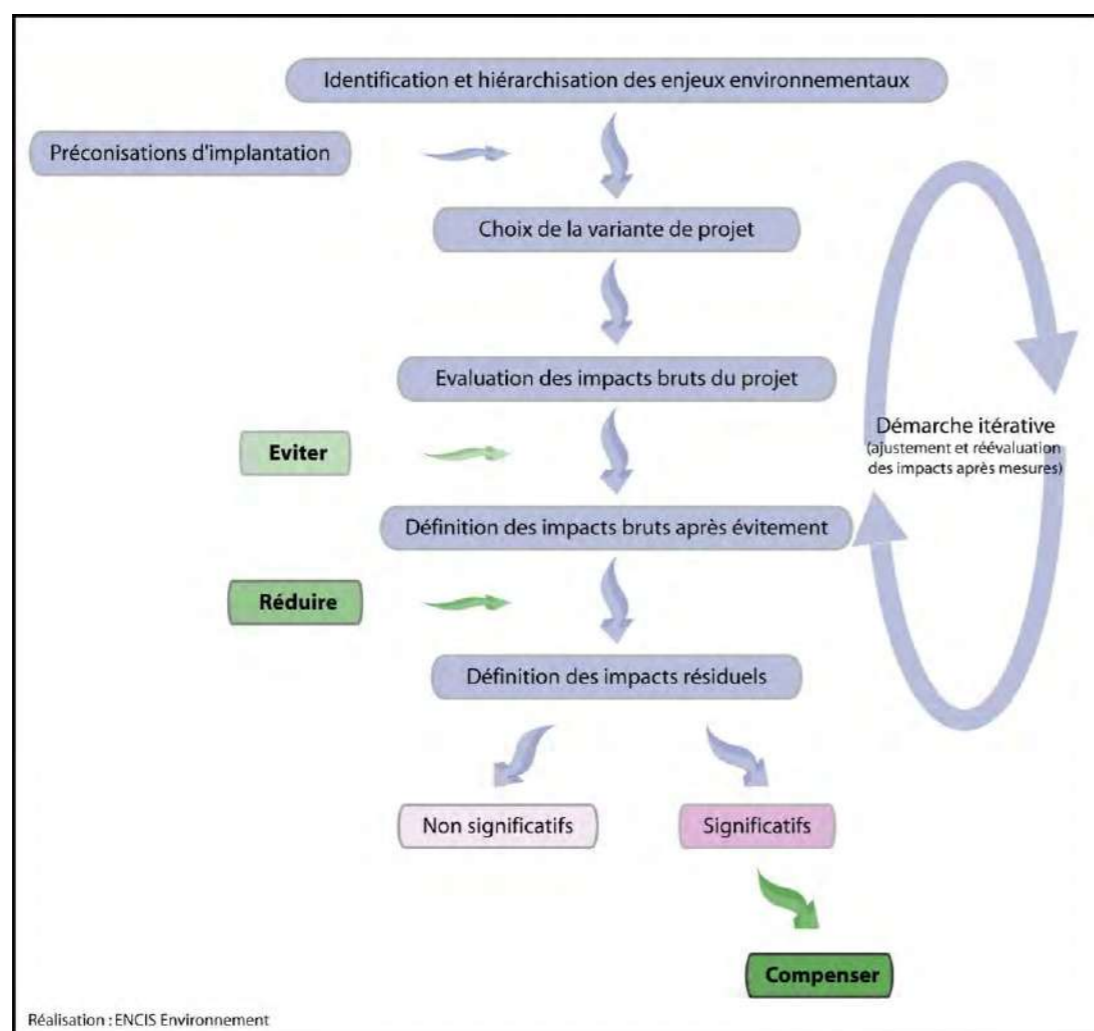 Identification et hiérarchisation des enjeux environnementaux
Préconisations d'implantation
Choix de la variante de projet
Evaluation des impacts bruts du projet
Démarche itérative
(ajustement et réévaluation
des impacts après mesures)
Eviter
Définition des impacts bruts après évitement
Réduire
Définition des impacts résiduels
Non significatifs
Significatifs
Compenser
Réalisation : ENCIS Environnement